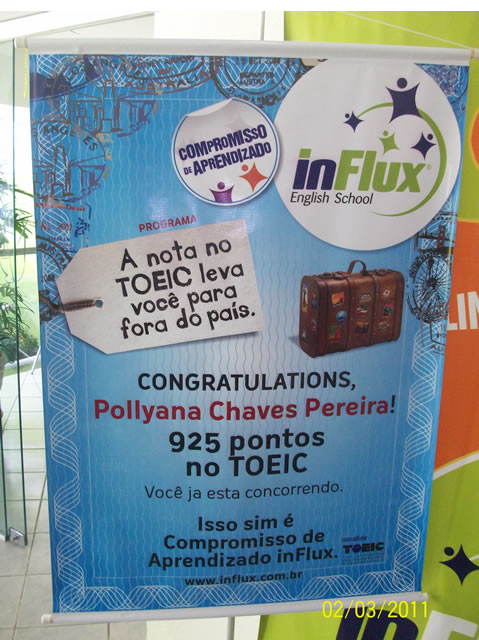 COMPROMISSO
DE APRENDIZADO
inFlux®
English School
PROGRAMA
A nota no
TOEIC leva
você para
fora do país.
CONGRATULATIONS,
Pollyana Chaves Pereira!
925 pontos
no TOEIC
Você ja esta concorrendo.
Isso sim é
Compromisso de
Aprendizado inFlux.
TOEIC
www.influx.com.br
LIN
inF
02/03/2011